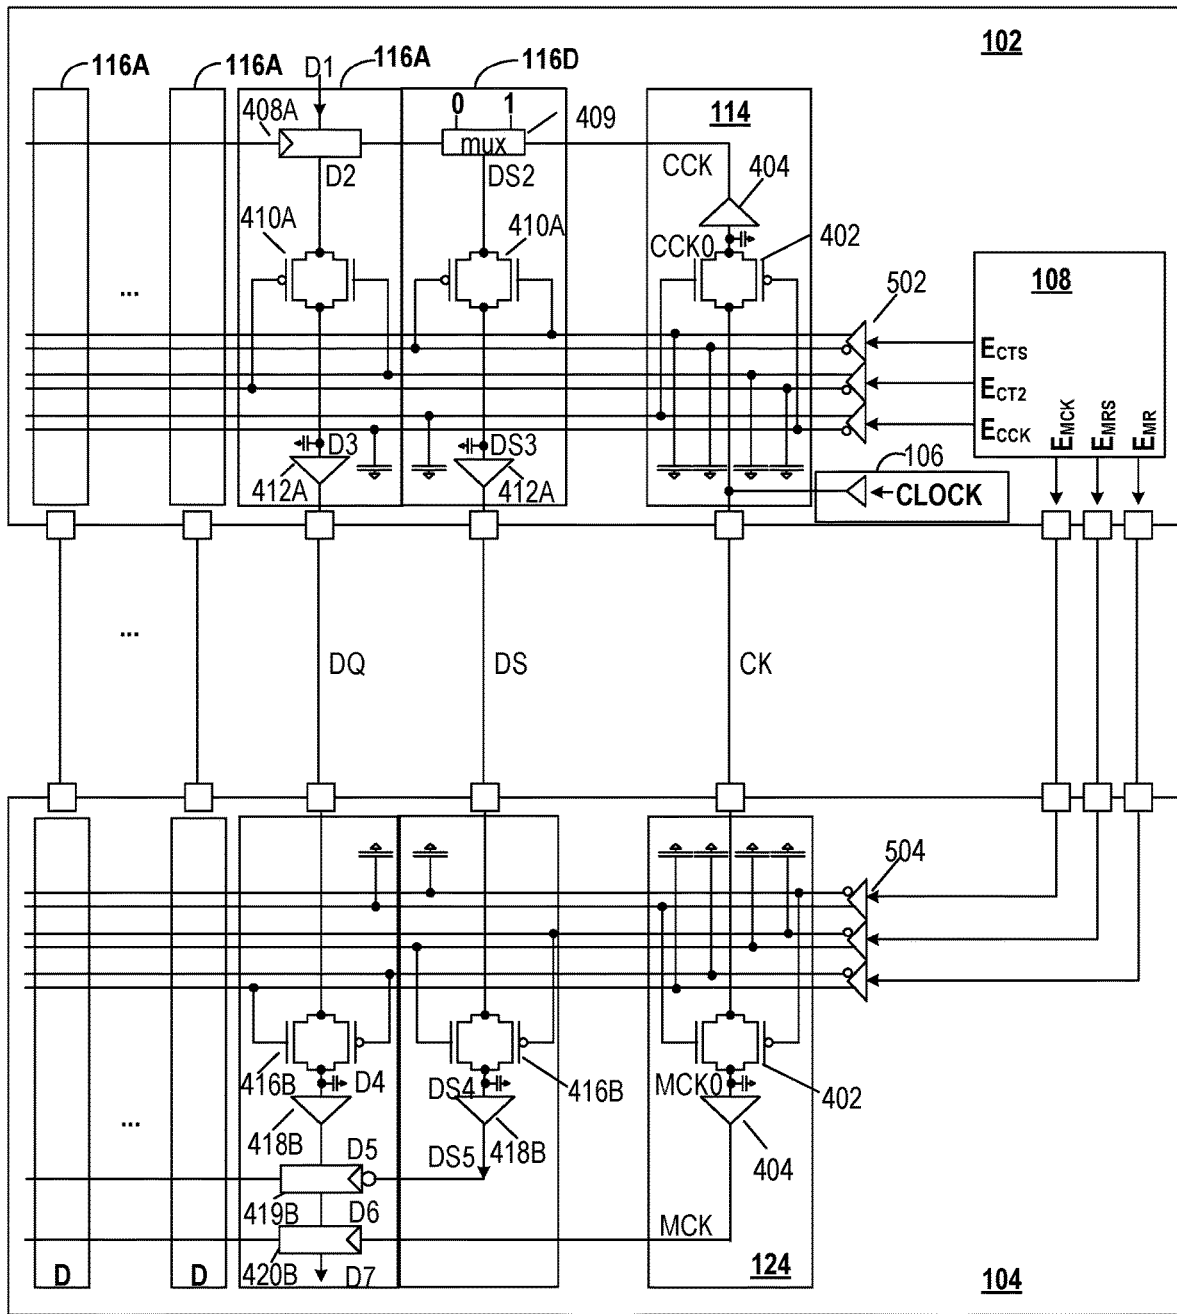 102
116A 116A D1 116A 116D
408A 0 1 409 114
mux
D2 DS2 CCK 404
410A 410A CCK0 402
108
... 502
ECTS
ECT2
ECCK EMCK EMRS EMR
D3 DS3 106
412A 412A CLOCK
...
DQ DS CK
504
416B D4 DS4 416B MCK0 402
...
418B D5 DS5 418B 404
419B D6 MCK
D D 420B D7 124 104